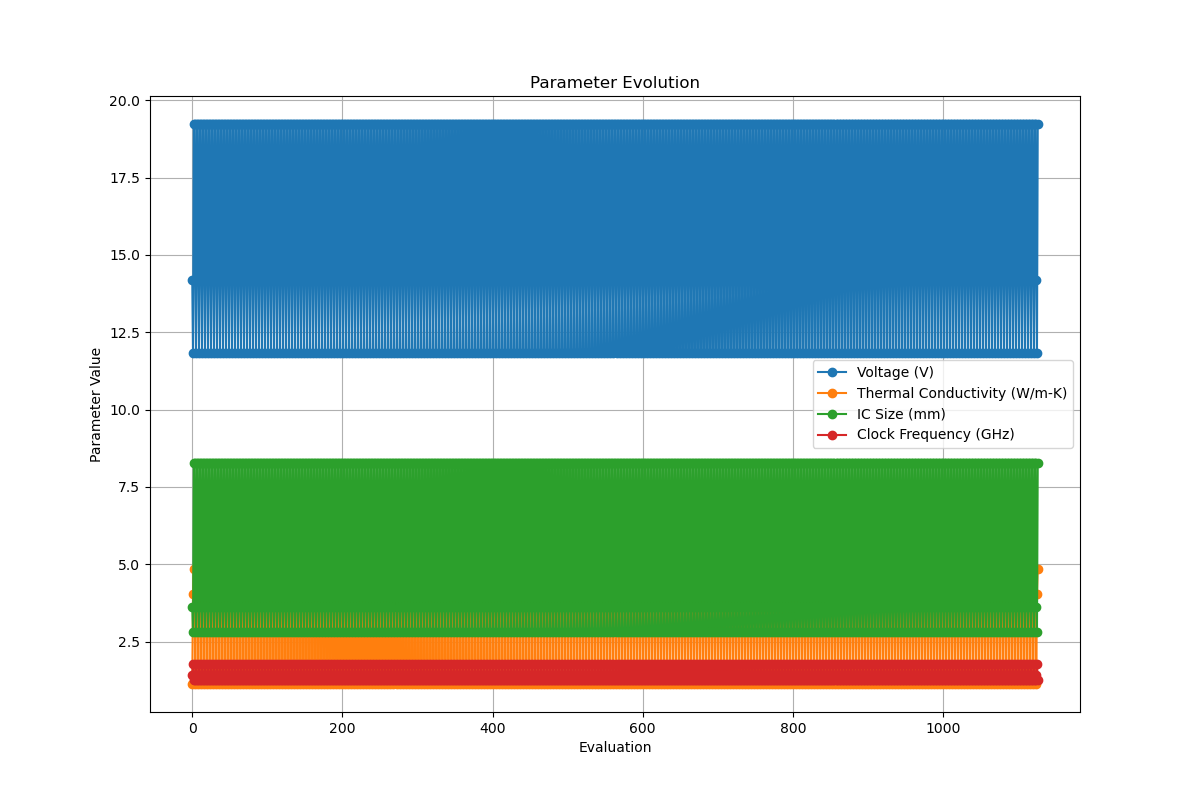 Parameter Evolution
20.0
17.5
15.0
12.5
10.0
7.5
5.0
2.5
Parameter Value
Voltage (V)
Thermal Conductivity (W/m-K)
IC Size (mm)
Clock Frequency (GHz)
0
200
400
600
800
1000
Evaluation